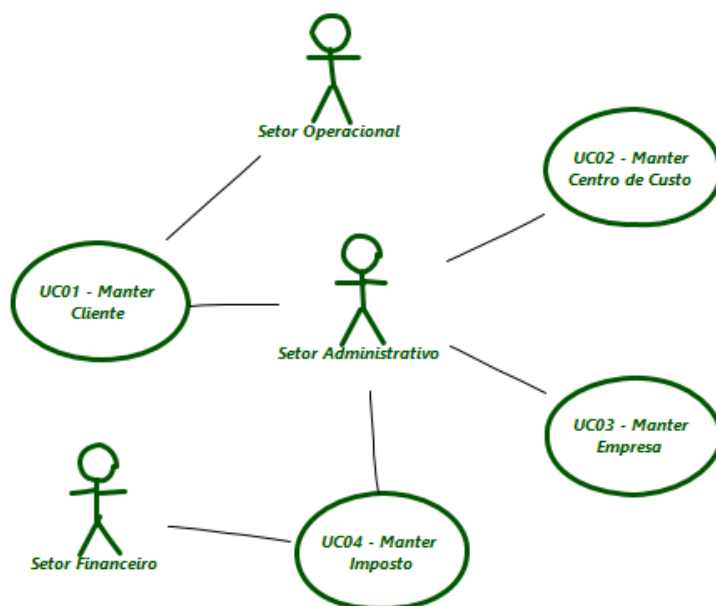 Setor Operacional
UC02 - Manter
Centro de Custo
UC01 - Manter
Cliente
Setor Administrativo
UC03 - Manter
Empresa
UC04 - Manter
Imposto
Setor Financeiro